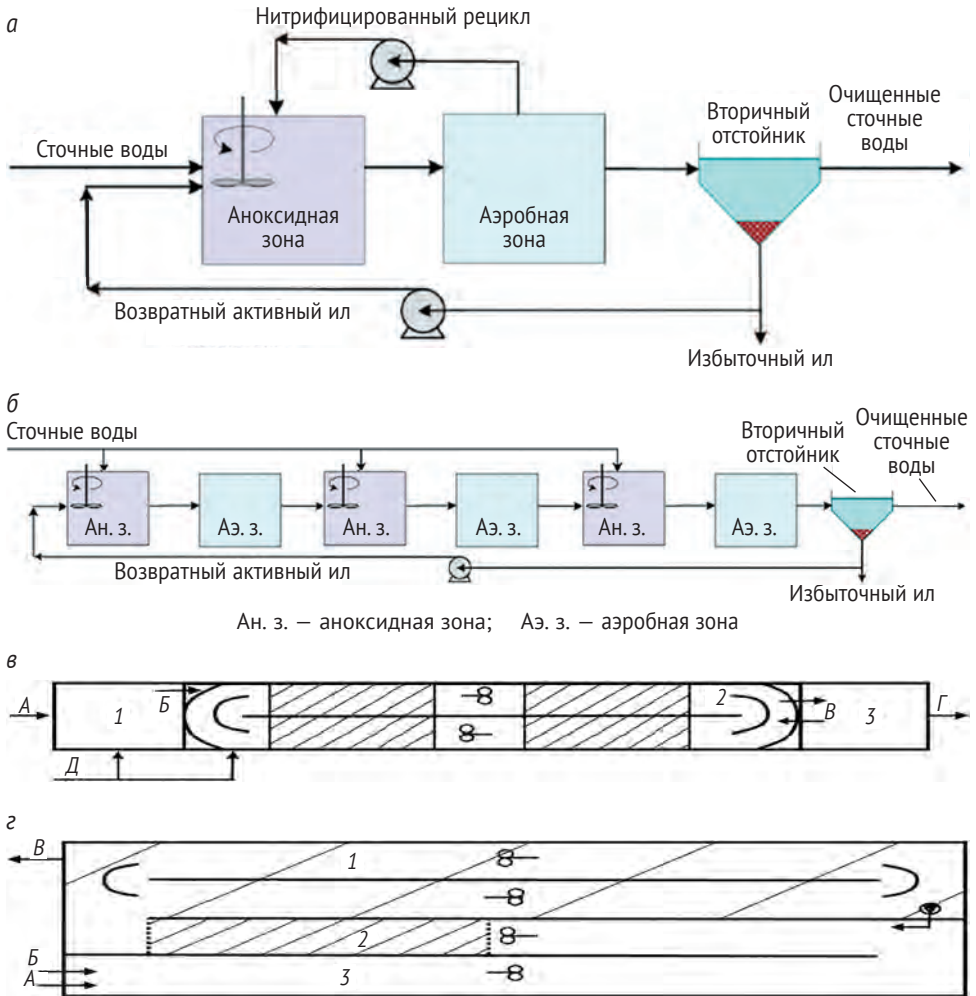 а
Нитрифицированный рецикл
Сточные воды
Аноксидная
зона
Аэробная
зона
Вторичный
отстойник
Очищенные
сточные
воды
Возвратный активный ил
Избыточный ил
б
Сточные воды
Ан. з.
Аэ. з.
Ан. з.
Аэ. з.
Ан. з.
Аэ. з.
Вторичный
отстойник
Очищенные
сточные
воды
Возвратный активный ил
Избыточный ил
Ан. з. — аноксидная зона; Аэ. з. — аэробная зона
в
А
1
Б
2
В
3
Г
Д
г
В
1
2
Б
А
3